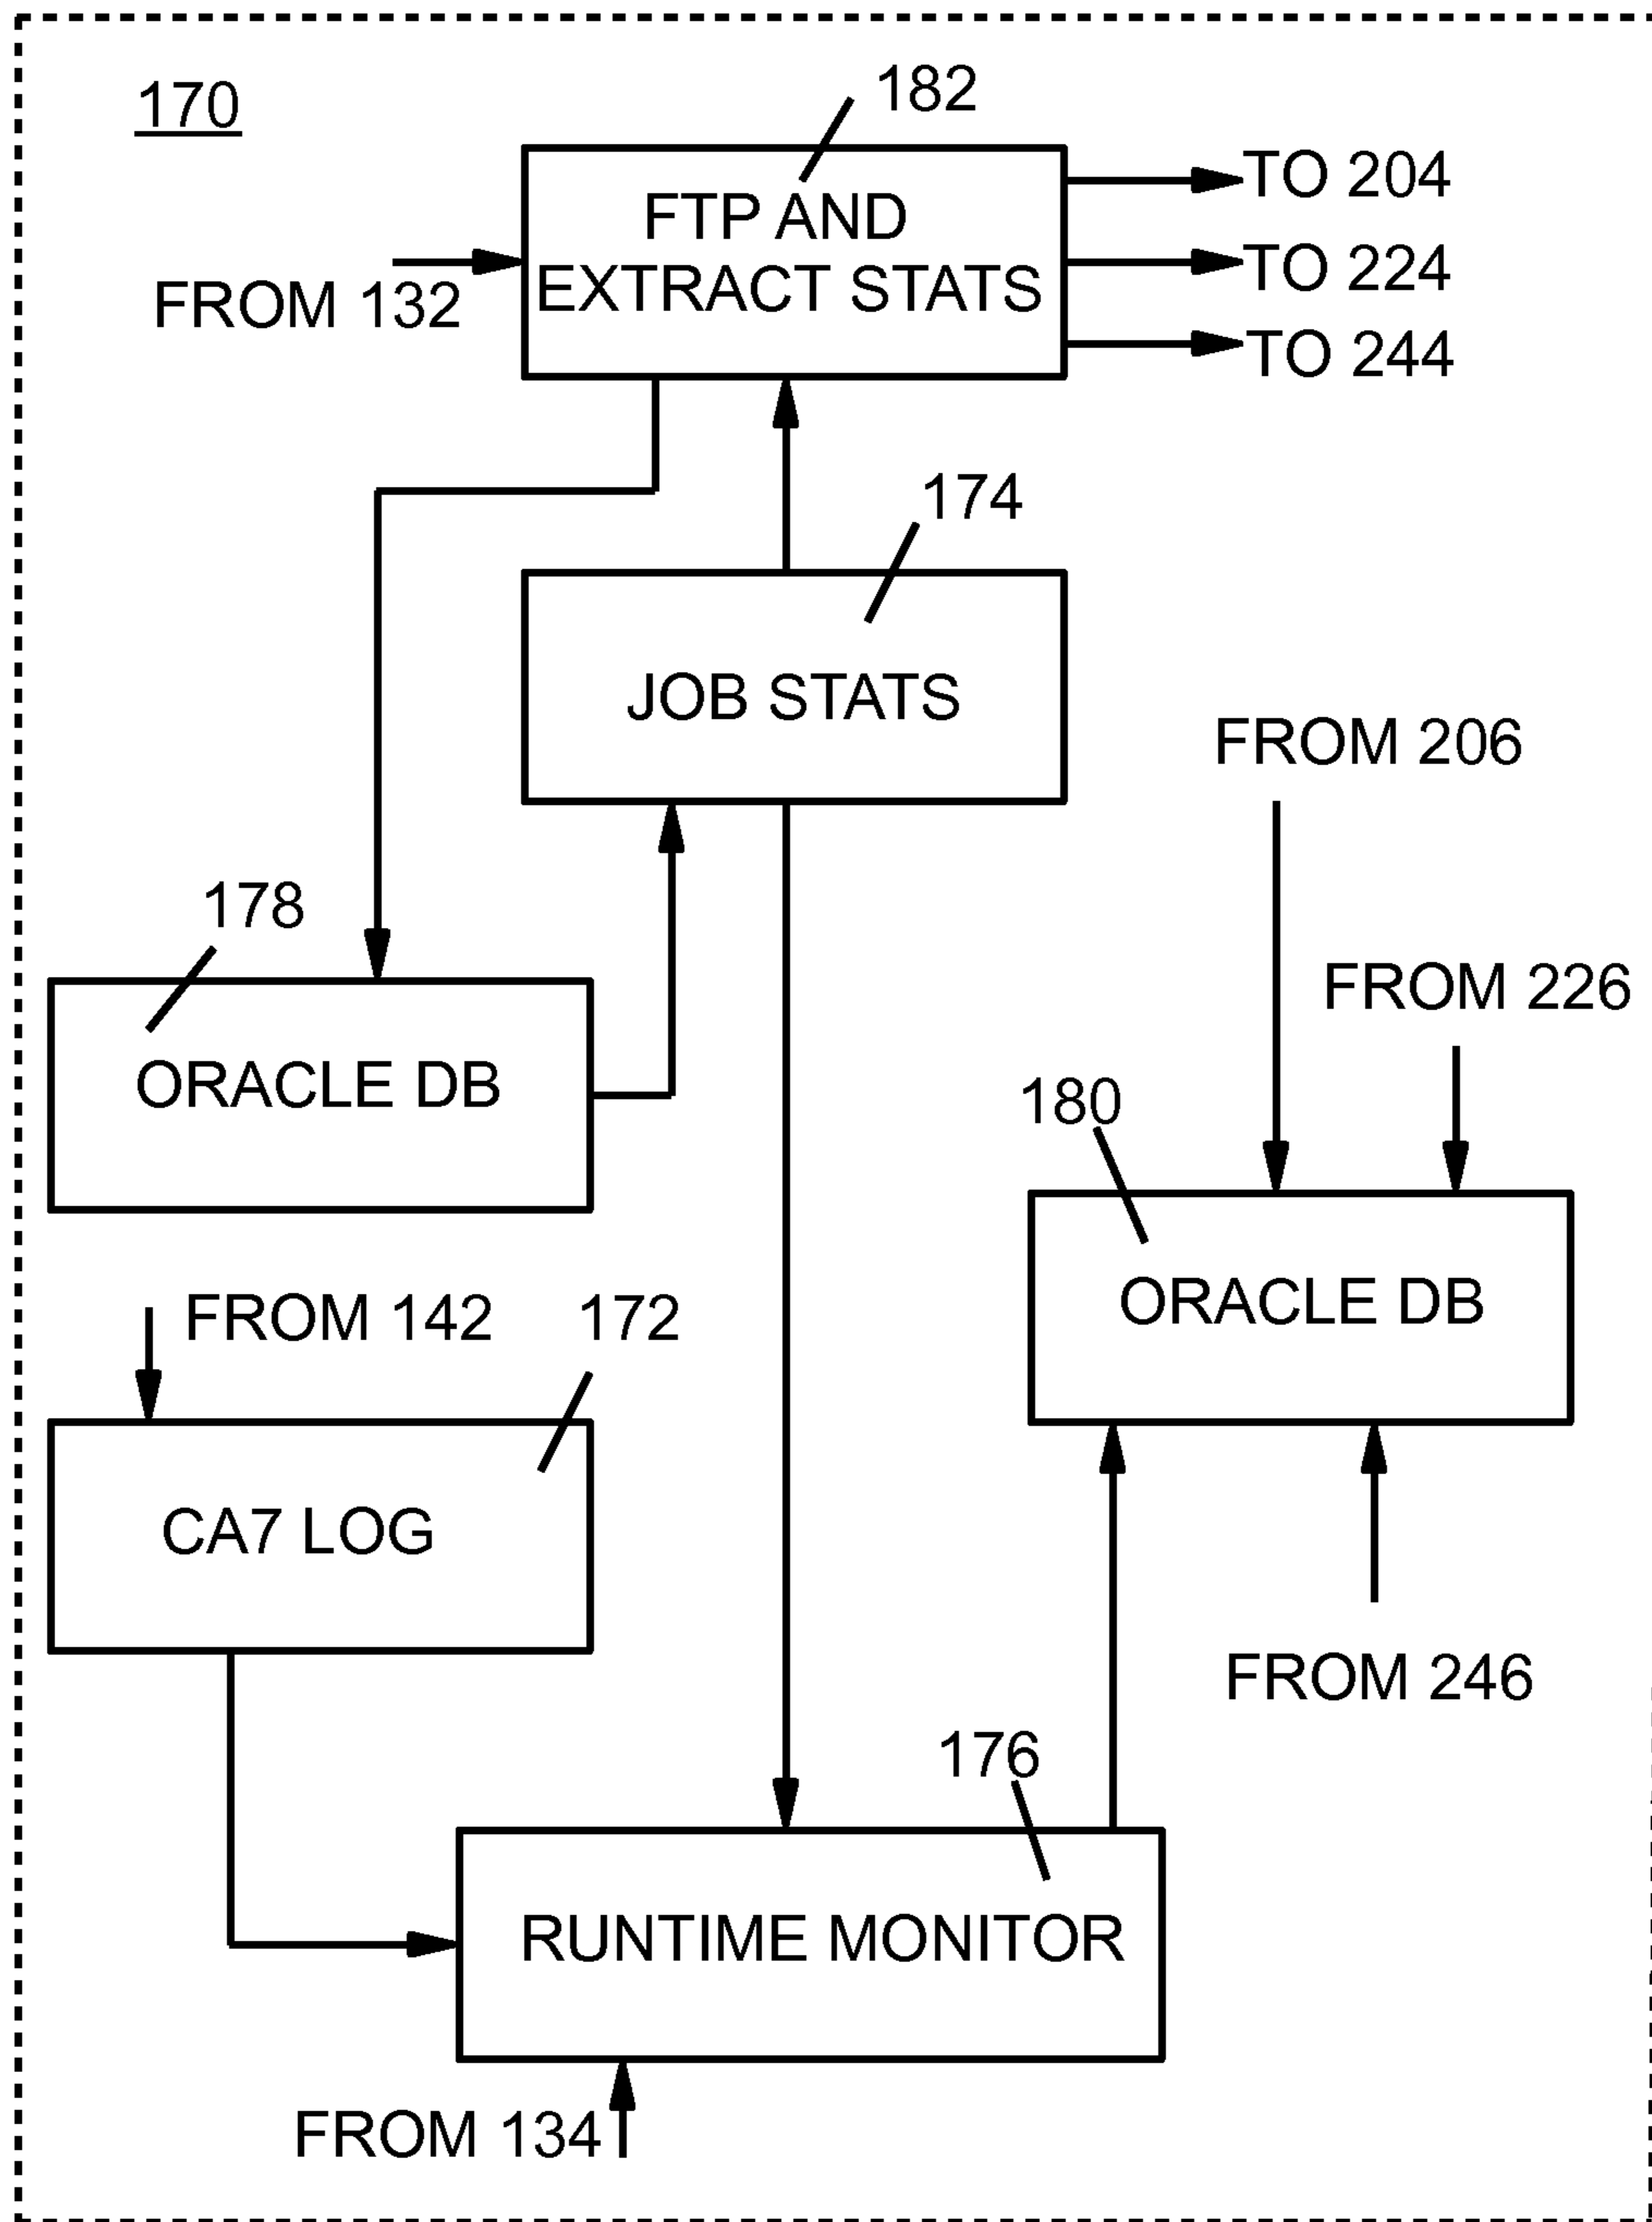 170
182
FTP AND
EXTRACT STATS
TO 204
TO 224
TO 244
FROM 132
174
JOB STATS
FROM 206
178
FROM 226
ORACLE DB
180
ORACLE DB
FROM 142
172
CA7 LOG
FROM 246
176
RUNTIME MONITOR
FROM 134